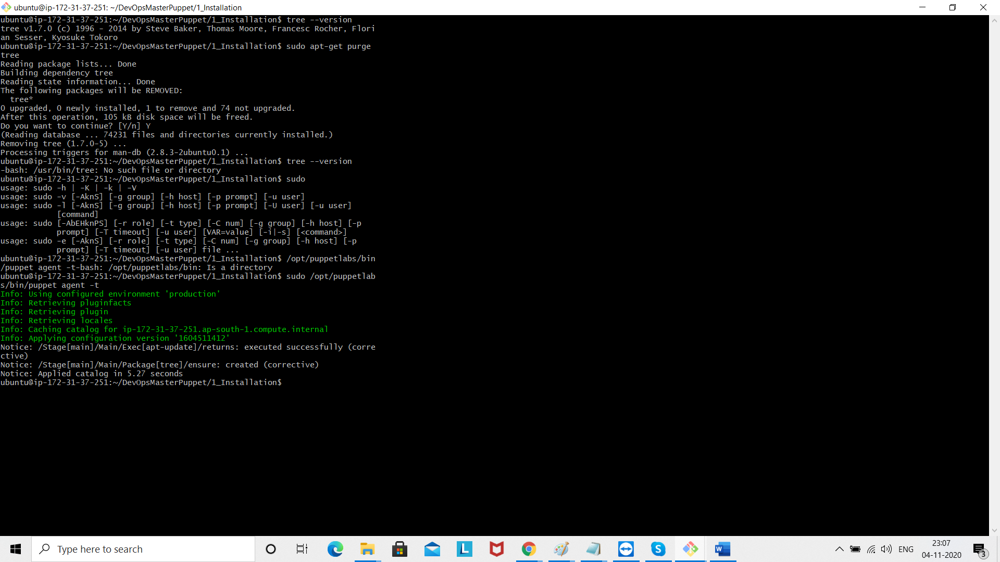 ubuntu@ip-172-31-37-251: ~/DevOpsMasterPuppet/1_Installation
ubuntu@ip-172-31-37-251:~/DevOpsMasterPuppet/1_Installation$ tree --version
tree v1.7.0 (c) 1996 - 2014 by Steve Baker, Thomas Moore, Francesc Rocher, Flori
an Sesser, Kyosuke Tokoro
ubuntu@ip-172-31-37-251:~/DevOpsMasterPuppet/1_Installation$ sudo apt-get purge
tree
Reading package lists... Done
Building dependency tree
Reading state information... Done
The following packages will be REMOVED:
  tree*
0 upgraded, 0 newly installed, 1 to remove and 74 not upgraded.
After this operation, 105 kB disk space will be freed.
Do you want to continue? [Y/n] Y
(Reading database ... 74231 files and directories currently installed.)
Removing tree (1.7.0-5) ...
Processing triggers for man-db (2.8.3-2ubuntu0.1) ...
ubuntu@ip-172-31-37-251:~/DevOpsMasterPuppet/1_Installation$ tree --version
-bash: /usr/bin/tree: No such file or directory
ubuntu@ip-172-31-37-251:~/DevOpsMasterPuppet/1_Installation$ sudo
usage: sudo -h | -K | -k | -V
usage: sudo -v [-AknS] [-g group] [-h host] [-p prompt] [-u user]
usage: sudo -l [-AknS] [-g group] [-h host] [-p prompt] [-U user] [-u user]
            [command]
usage: sudo [-AbEHknPS] [-r role] [-t type] [-C num] [-g group] [-h host] [-p
            prompt] [-T timeout] [-u user] [VAR=value] [-i|-s] [<command>]
usage: sudo -e [-AknS] [-r role] [-t type] [-C num] [-g group] [-h host] [-p
            prompt] [-T timeout] [-u user] file ...
ubuntu@ip-172-31-37-251:~/DevOpsMasterPuppet/1_Installation$ /opt/puppetlabs/bin
/puppet agent -t-bash: /opt/puppetlabs/bin: Is a directory
ubuntu@ip-172-31-37-251:~/DevOpsMasterPuppet/1_Installation$ sudo /opt/puppetlab
s/bin/puppet agent -t
Info: Using configured environment 'production'
Info: Retrieving pluginfacts
Info: Retrieving plugin
Info: Retrieving locales
Info: Caching catalog for ip-172-31-37-251.ap-south-1.compute.internal
Info: Applying configuration version '1604511412'
Notice: /Stage[main]/Main/Exec[apt-update]/returns: executed successfully (corre
ctive)
Notice: /Stage[main]/Main/Package[tree]/ensure: created (corrective)
Notice: Applied catalog in 5.27 seconds
ubuntu@ip-172-31-37-251:~/DevOpsMasterPuppet/1_Installation$
Type here to search
L
S
W
ENG
23:07
04-11-2020
3